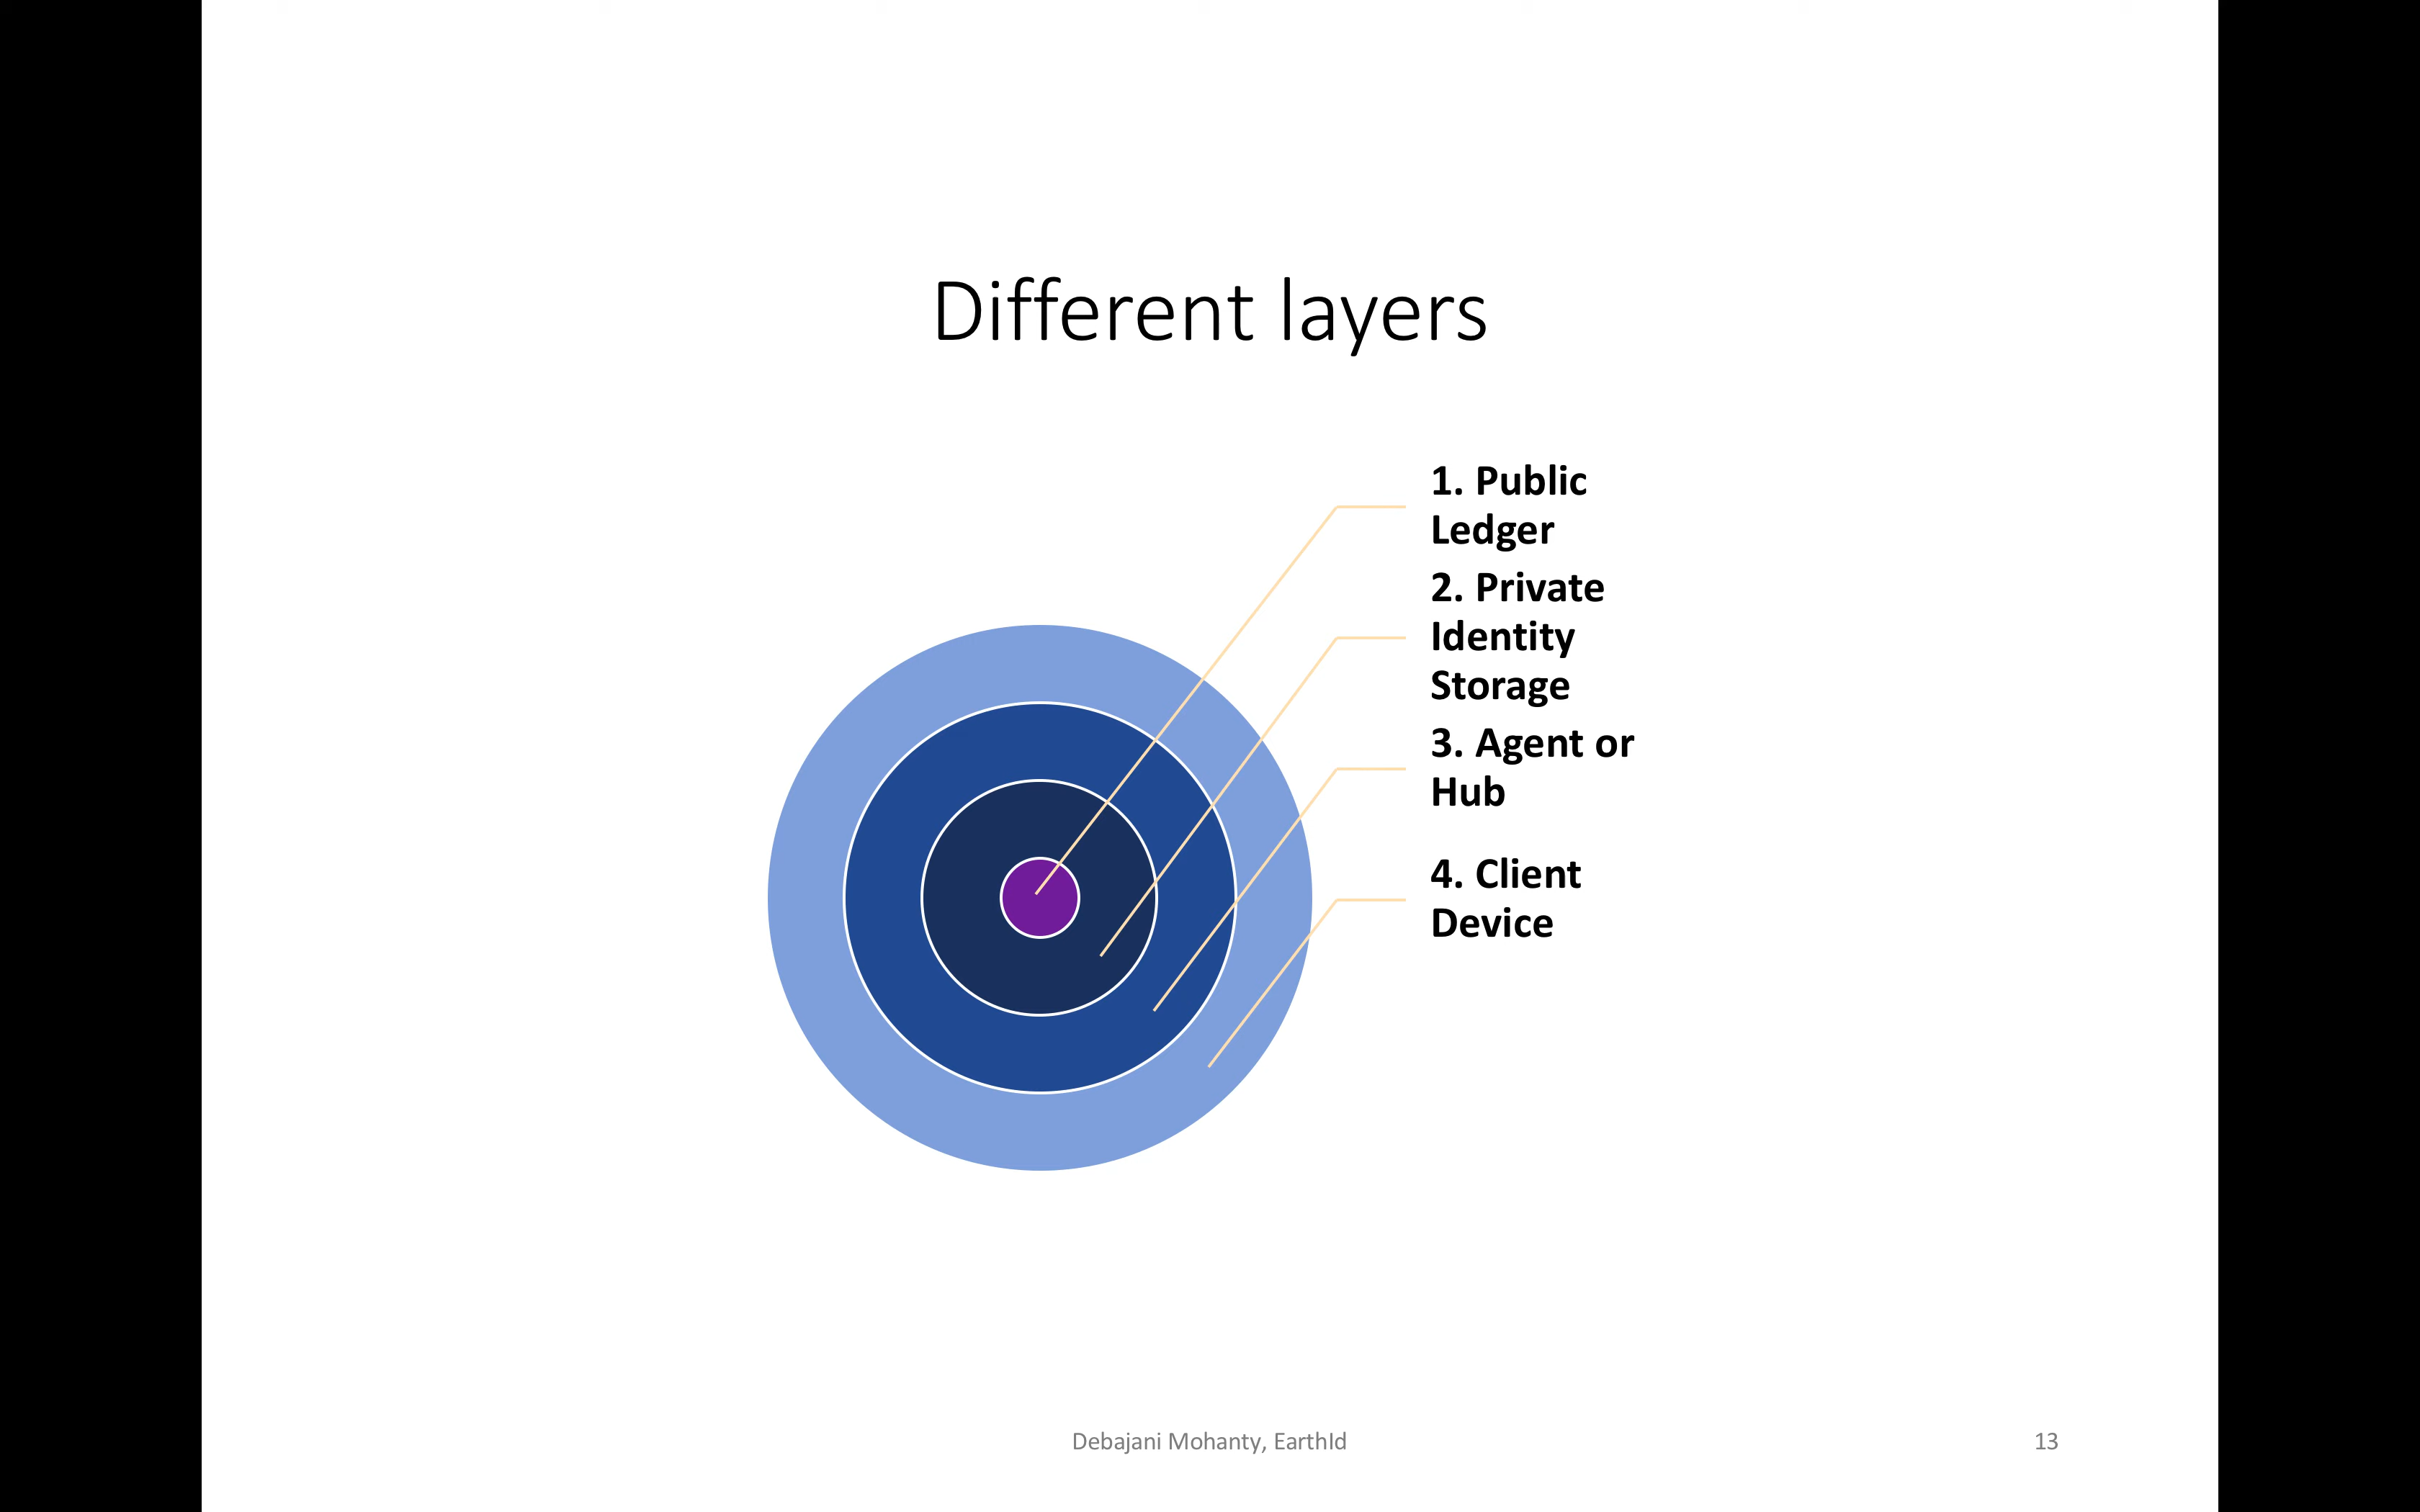 Different layers
1. Public
Ledger
2. Private
Identity
Storage
3. Agent or
Hub
4. Client
Device
Debajani Mohanty, EarthId
13